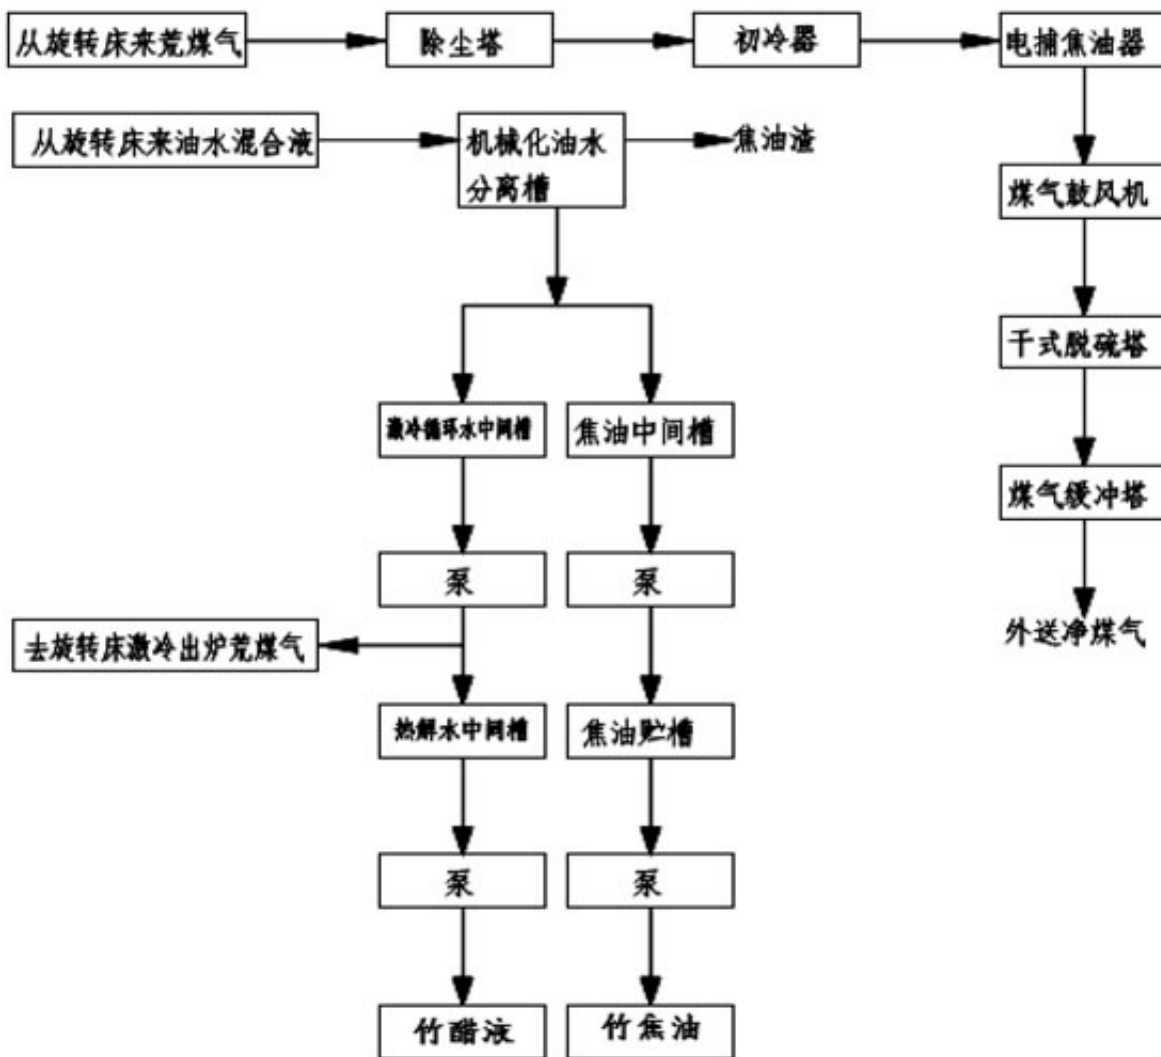 从旋转床来荒煤气
除尘塔
初冷器
电捕焦油器
从旋转床来油水混合液
机械化油水
分离槽
焦油渣
煤气鼓风机
干式脱硫塔
激冷循环水中间槽
焦油中间槽
煤气缓冲塔
泵
泵
外送净煤气
去旋转床激冷出炉荒煤气
热解水中间槽
焦油贮槽
泵
泵
竹醋液
竹焦油